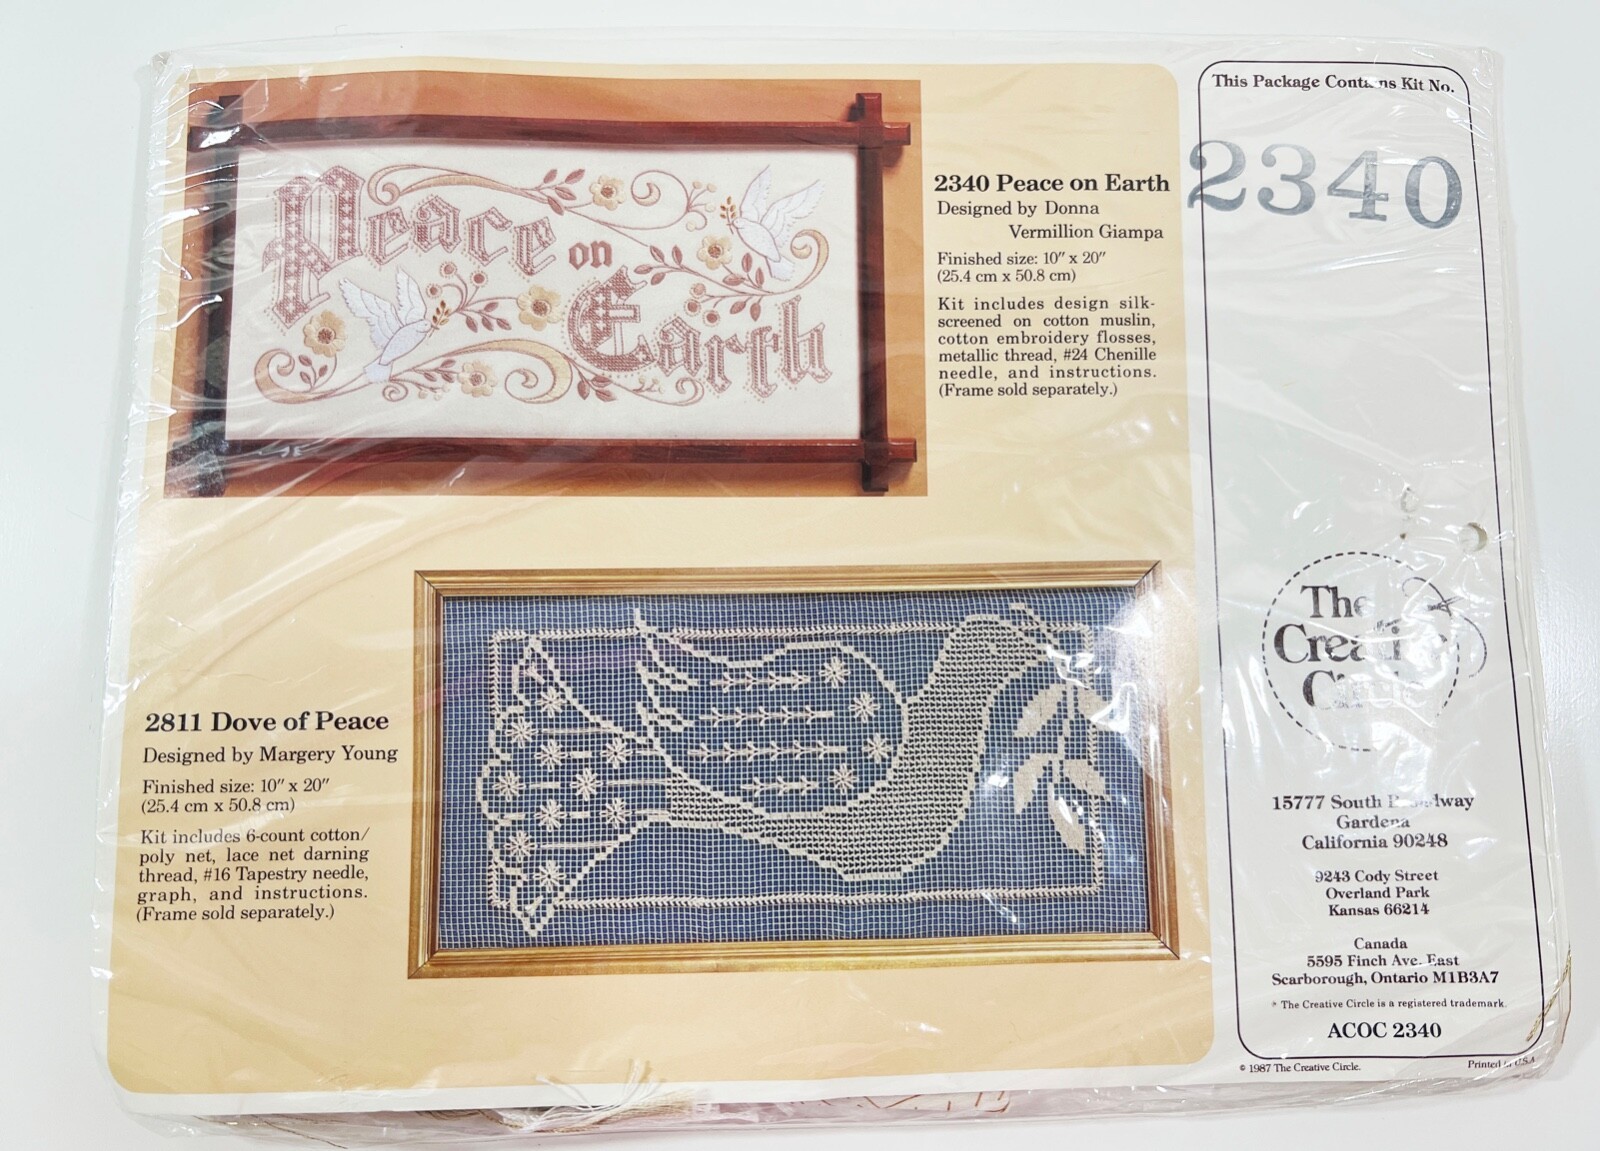 This Package Contains Kit No.
2340
Peace
on
Earth
2340 Peace on Earth
Designed by Donna
Vermillion Giampa
Finished size: 10″ x 20″
(25.4 cm x 50.8 cm)
Kit includes design silk-
screened on cotton muslin,
cotton embroidery flosses,
metallic thread, #24 Chenille
needle, and instructions.
(Frame sold separately.)
2811 Dove of Peace
Designed by Margery Young
Finished size: 10″ x 20″
(25.4 cm x 50.8 cm)
Kit includes 6-count cotton/
poly net, lace net darning
thread, #16 Tapestry needle,
graph, and instructions.
(Frame sold separately.)
The
Creative
Circle
15777 South Broadway
Gardena
California 90248
9243 Cody Street
Overland Park
Kansas 66214
Canada
5595 Finch Ave. East
Scarborough, Ontario M1B3A7
The Creative Circle is a registered trademark.
ACOC 2340
© 1987 The Creative Circle.
Printed in U.S.A.